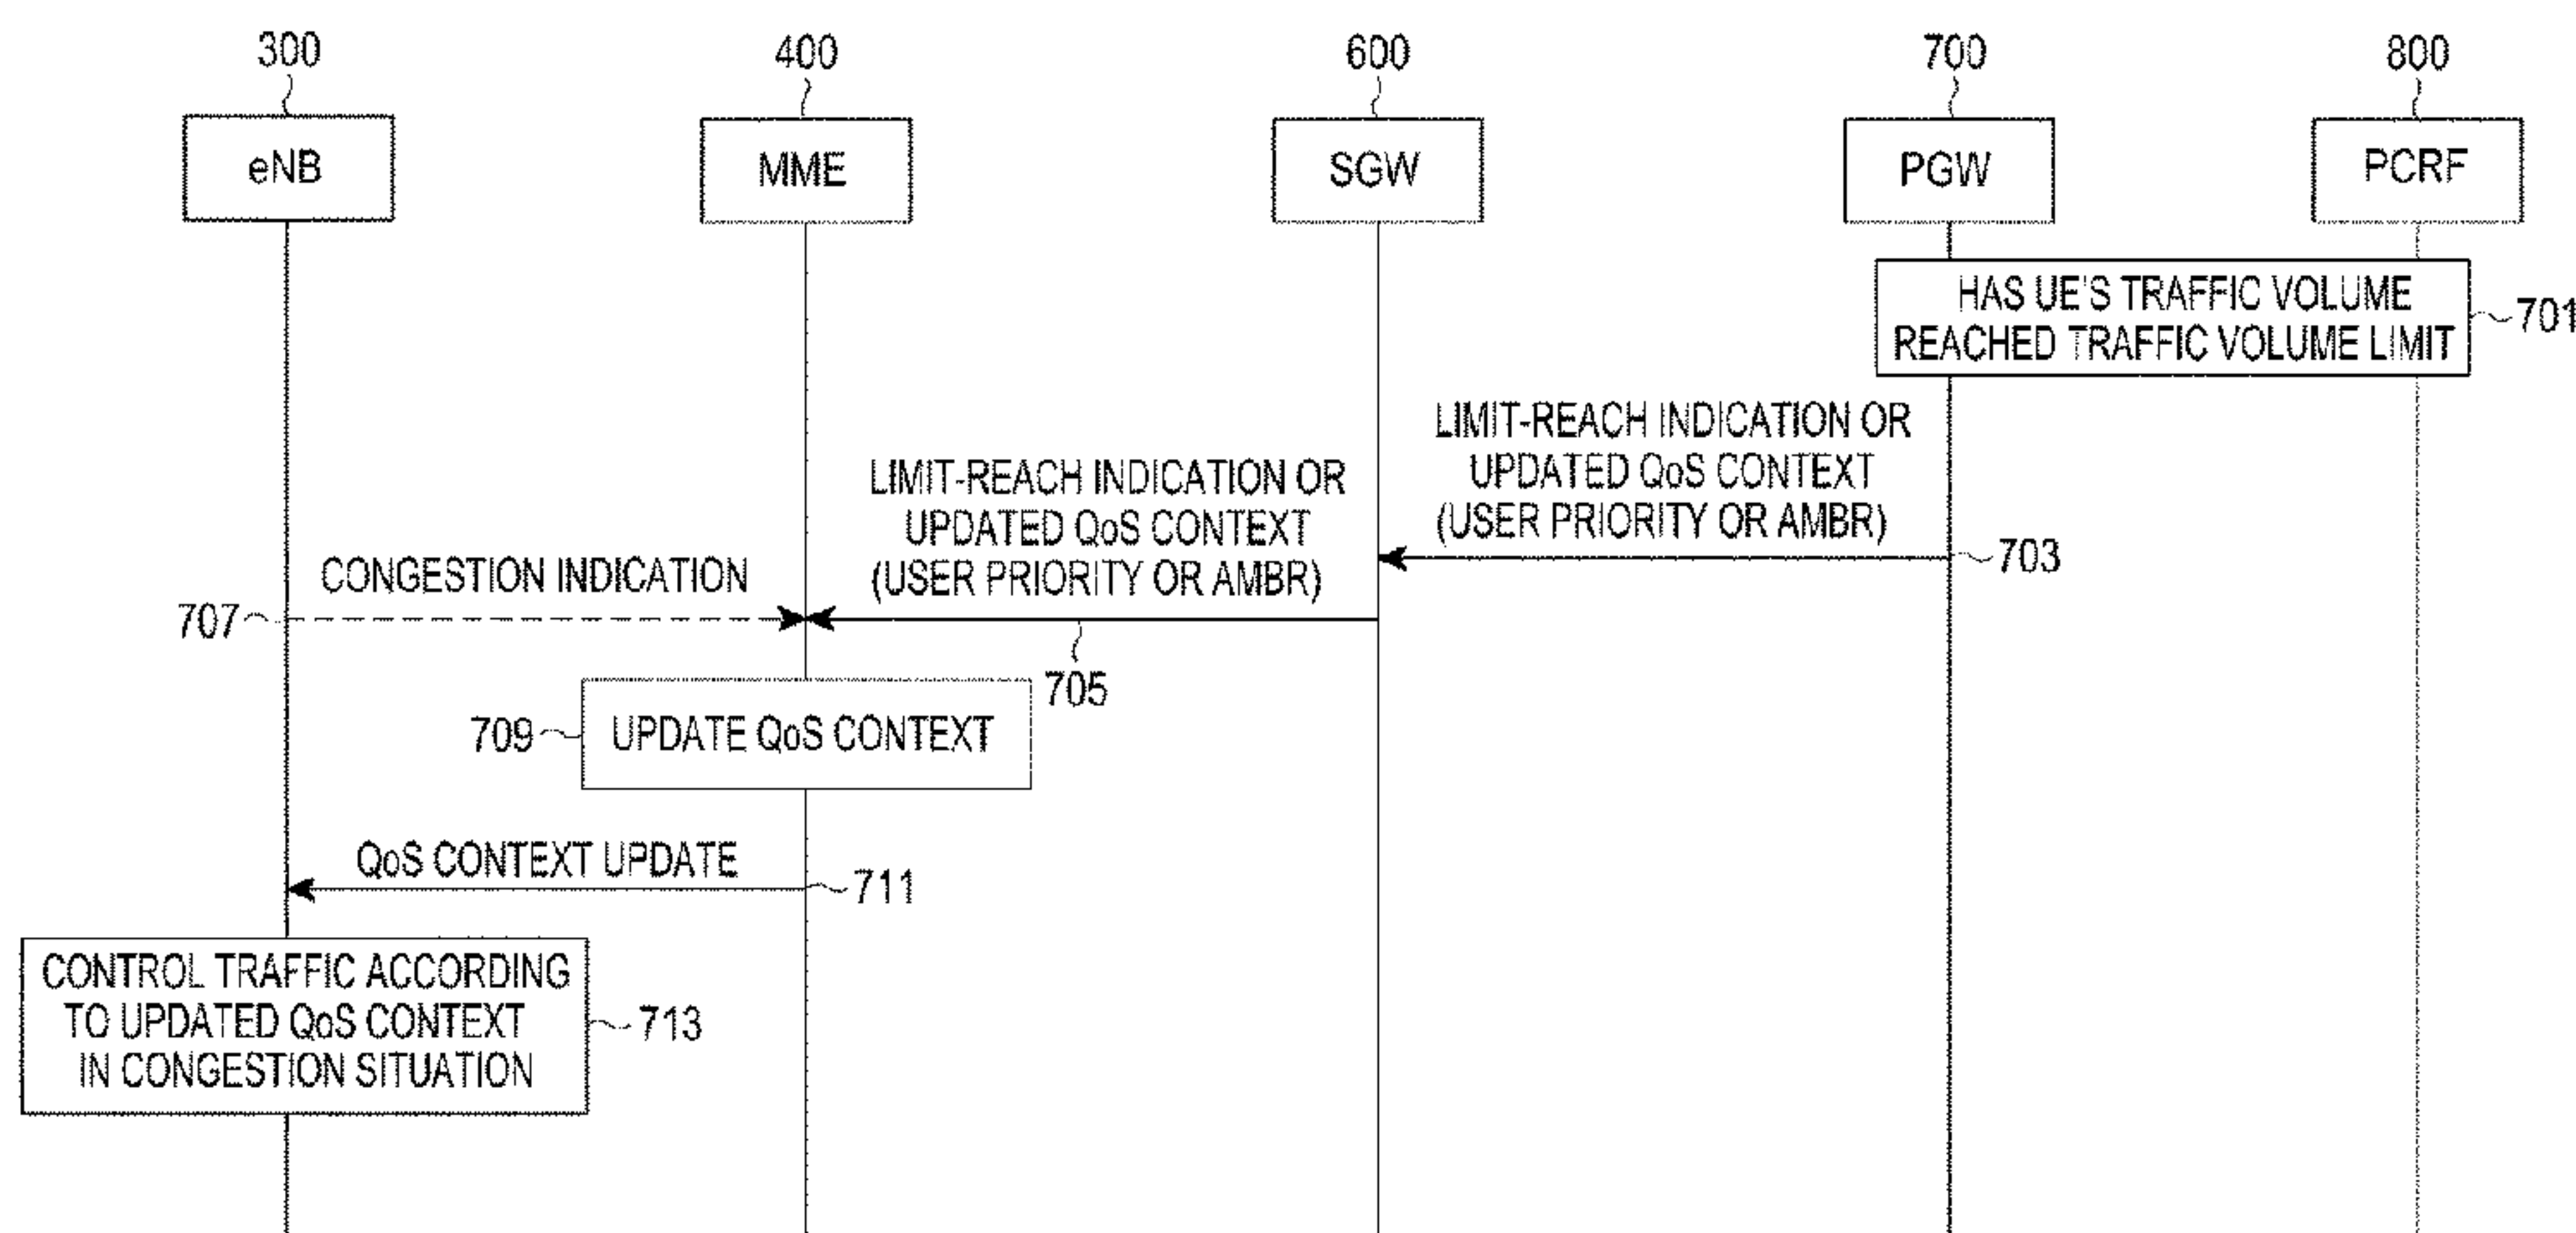 300
400
600
700
800
eNB
MME
SGW
PGW
PCRF
HAS UE'S TRAFFIC VOLUME
REACHED TRAFFIC VOLUME LIMIT
701
LIMIT-REACH INDICATION OR
UPDATED QoS CONTEXT
(USER PRIORITY OR AMBR)
703
LIMIT-REACH INDICATION OR
UPDATED QoS CONTEXT
(USER PRIORITY OR AMBR)
705
CONGESTION INDICATION
707
709
UPDATE QoS CONTEXT
QoS CONTEXT UPDATE
711
CONTROL TRAFFIC ACCORDING
TO UPDATED QoS CONTEXT
IN CONGESTION SITUATION
713